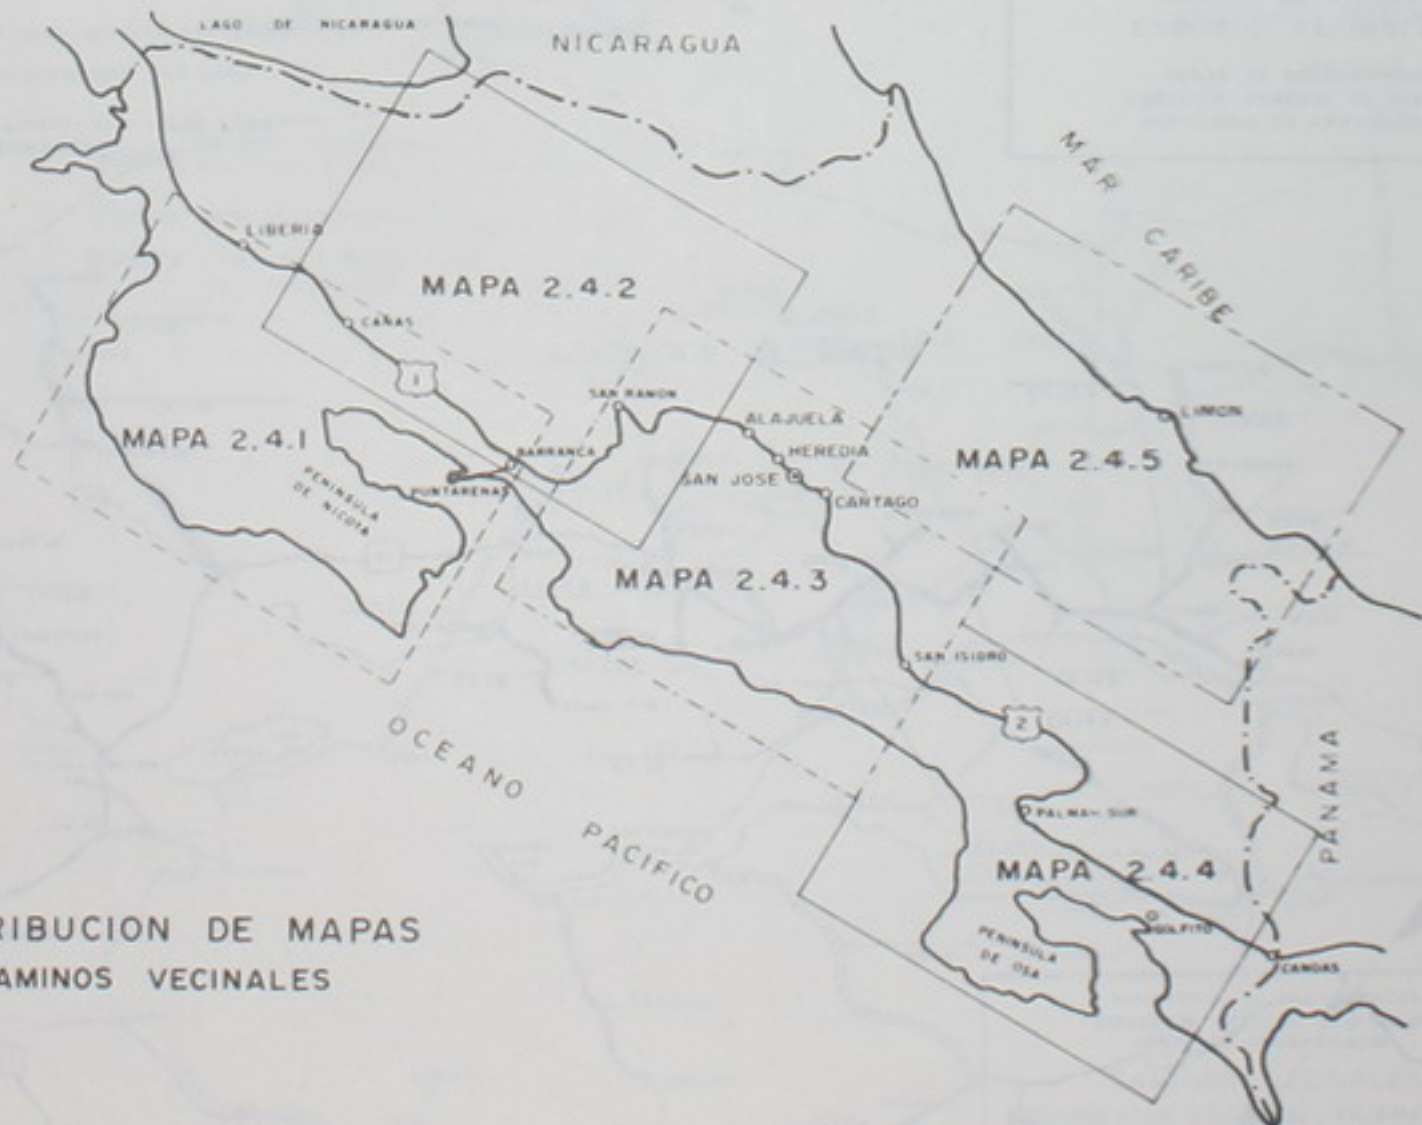 LAGO DE NICARAGUA
NICARAGUA
MAR CARIBE
LIBERIA
MAPA 2.4.2
CAÑAS
1
SAN RAMON
ALAJUELA
LIMON
MAPA 2.4.1
HEREDIA
MAPA 2.4.5
BARRANCA
SAN JOSE
PUNTARENAS
CARTAGO
PENINSULA
DE NICOYA
MAPA 2.4.3
SAN ISIDRO
2
OCEANO PACIFICO
PANAMA
PALMAR SUR
MAPA 2.4.4
GOLFITO
PENINSULA
DE OSA
CANOAS
RIBUCION DE MAPAS
AMINOS VECINALES